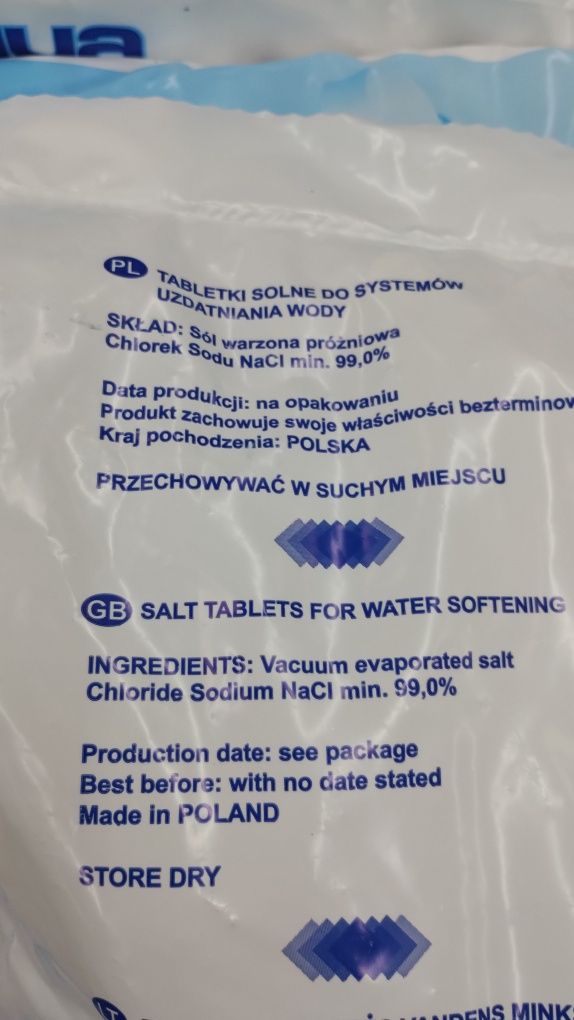 PL TABLETKI SOLNE DO SYSTEMÓW
UZDATNIANIA WODY
SKŁAD: Sól warzona próżniowa
Chlorek Sodu NaCl min. 99,0%
Data produkcji: na opakowaniu
Produkt zachowuje swoje właściwości bezterminow
Kraj pochodzenia: POLSKA
PRZECHOWYWAĆ W SUCHYM MIEJSCU
GB SALT TABLETS FOR WATER SOFTENING
INGREDIENTS: Vacuum evaporated salt
Chloride Sodium NaCl min. 99,0%
Production date: see package
Best before: with no date stated
Made in POLAND
STORE DRY
LT VANDENS MINK